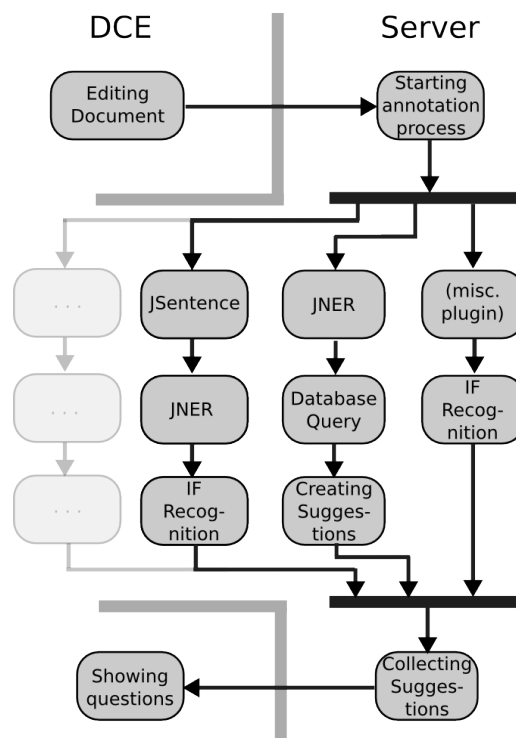 DCE
Server
Editing
Document
Starting
annotation
process
. . .
JSentence
JNER
(misc.
plugin)
. . .
JNER
Database
Query
IF
Recog-
nition
. . .
IF
Recog-
nition
Creating
Sugges-
tions
Showing
questions
Collecting
Sugges-
tions